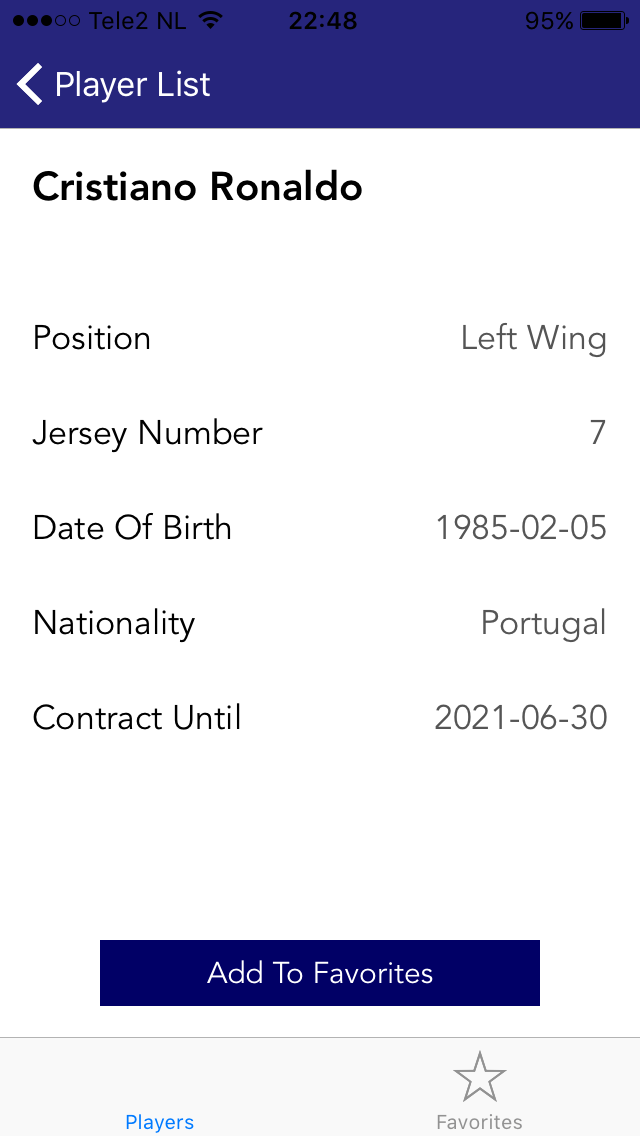 Tele2 NL 22:48 95%
Player List
Cristiano Ronaldo
Position Left Wing
Jersey Number 7
Date Of Birth 1985-02-05
Nationality Portugal
Contract Until 2021-06-30
Add To Favorites
Players Favorites